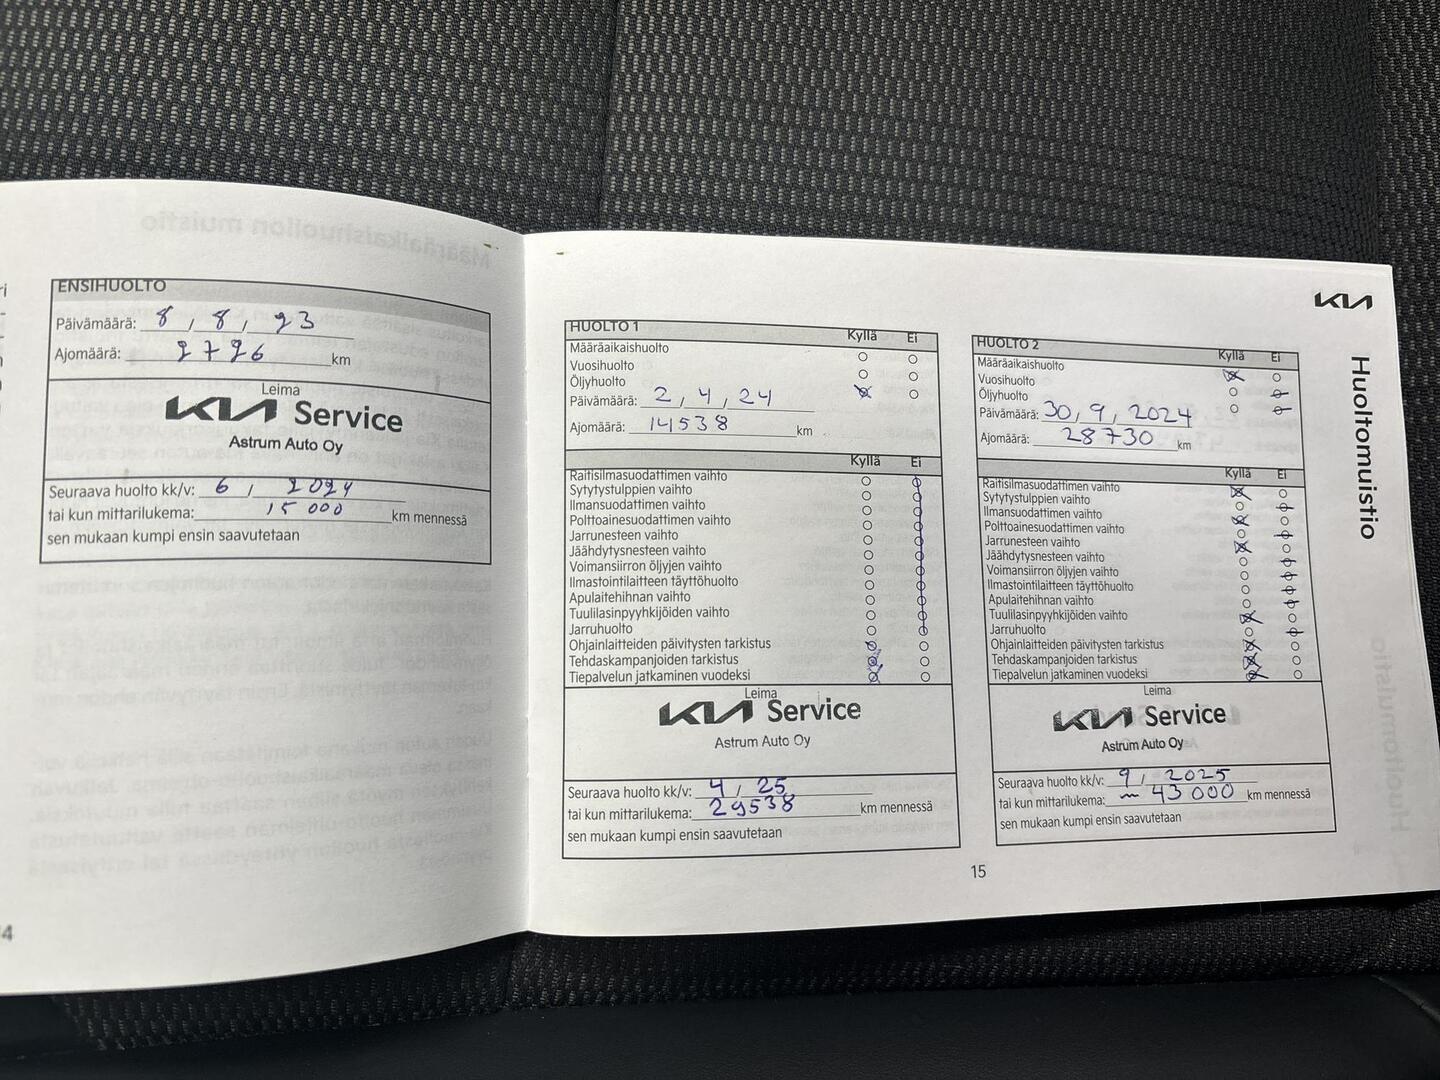 ENSIHUOLTO
Päivämäärä: 8 / 8 / 23
Ajomäärä: 2726 km
Leima
KIA Service
Astrum Auto Oy
Seuraava huolto kk/v: 6 / 2024
tai kun mittarilukema: 15 000 km mennessä
sen mukaan kumpi ensin saavutetaan
KIA
Huoltomuistio
HUOLTO 1 Kyllä Ei
Määräaikaishuolto
Vuosihuolto
Öljyhuolto
Päivämäärä: 2 / 4 / 24
Ajomäärä: 14538 km
Kyllä Ei
Raitisilmasuodattimen vaihto
Sytytystulppien vaihto
Ilmansuodattimen vaihto
Polttoainesuodattimen vaihto
Jarrunesteen vaihto
Jäähdytysnesteen vaihto
Voimansiirron öljyjen vaihto
Ilmastointilaitteen täyttöhuolto
Apulaitehihnan vaihto
Tuulilasinpyyhkijöiden vaihto
Jarruhuolto
Ohjainlaitteiden päivitysten tarkistus
Tehdaskampanjoiden tarkistus
Tiepalvelun jatkaminen vuodeksi
Leima
KIA Service
Astrum Auto Oy
Seuraava huolto kk/v: 4 / 25
tai kun mittarilukema: 29538 km mennessä
sen mukaan kumpi ensin saavutetaan
HUOLTO 2 Kyllä Ei
Määräaikaishuolto
Vuosihuolto
Öljyhuolto
Päivämäärä: 30 / 9 / 2024
Ajomäärä: 28730 km
Kyllä Ei
Raitisilmasuodattimen vaihto
Sytytystulppien vaihto
Ilmansuodattimen vaihto
Polttoainesuodattimen vaihto
Jarrunesteen vaihto
Jäähdytysnesteen vaihto
Voimansiirron öljyjen vaihto
Ilmastointilaitteen täyttöhuolto
Apulaitehihnan vaihto
Tuulilasinpyyhkijöiden vaihto
Jarruhuolto
Ohjainlaitteiden päivitysten tarkistus
Tehdaskampanjoiden tarkistus
Tiepalvelun jatkaminen vuodeksi
Leima
KIA Service
Astrum Auto Oy
Seuraava huolto kk/v: 9 / 2025
tai kun mittarilukema: ~ 43 000 km mennessä
sen mukaan kumpi ensin saavutetaan
15